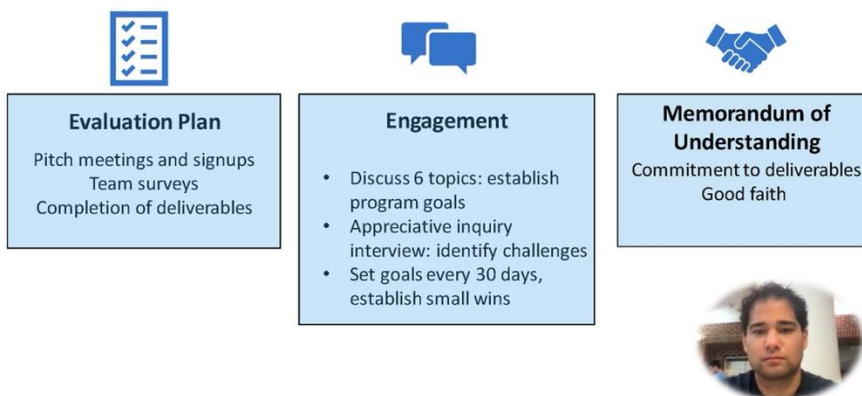 Evaluation Plan
Pitch meetings and signups
Team surveys
Completion of deliverables
Engagement
• Discuss 6 topics: establish
program goals
• Appreciative inquiry
interview: identify challenges
• Set goals every 30 days,
establish small wins
Memorandum of
Understanding
Commitment to deliverables
Good faith